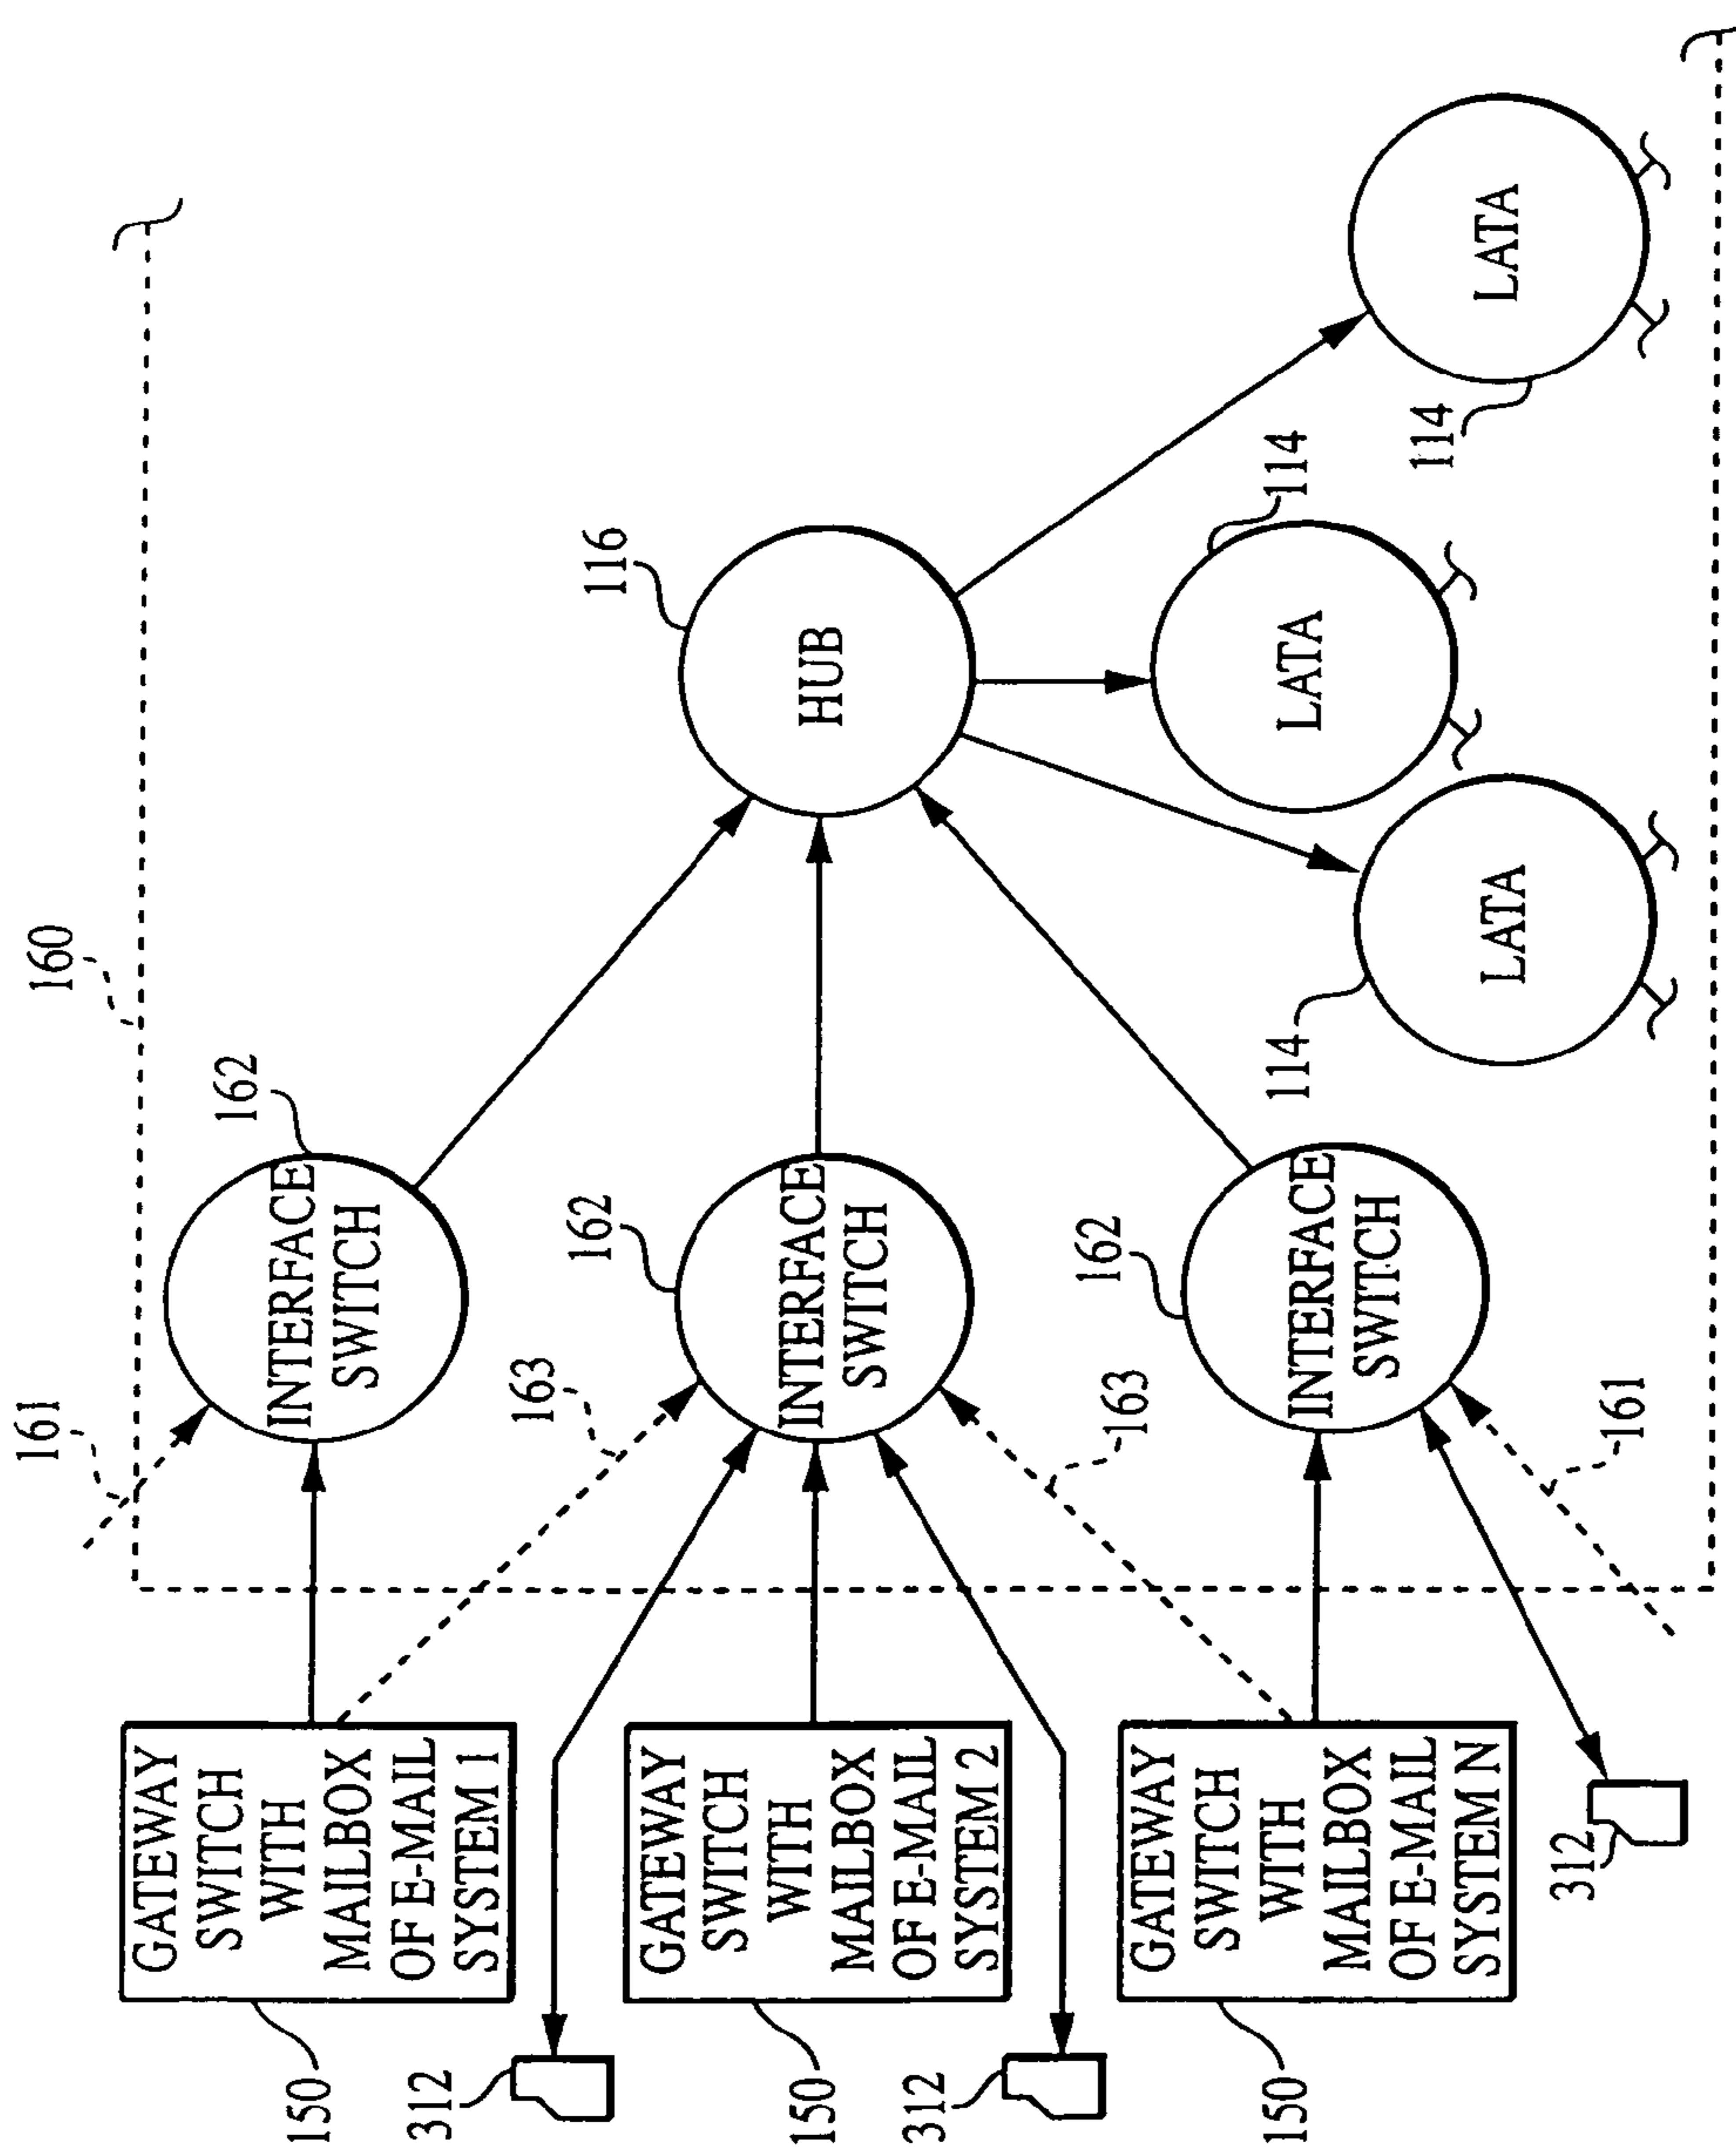 150
GATEWAY
SWITCH
WITH
MAILBOX
OF E-MAIL
SYSTEM 1
312
150
GATEWAY
SWITCH
WITH
MAILBOX
OF E-MAIL
SYSTEM 2
312
150
GATEWAY
SWITCH
WITH
MAILBOX
OF E-MAIL
SYSTEM N
312
161
162
INTERFACE
SWITCH
163
162
INTERFACE
SWITCH
163
162
INTERFACE
SWITCH
161
160
116
HUB
114
LATA
114
LATA
114
LATA